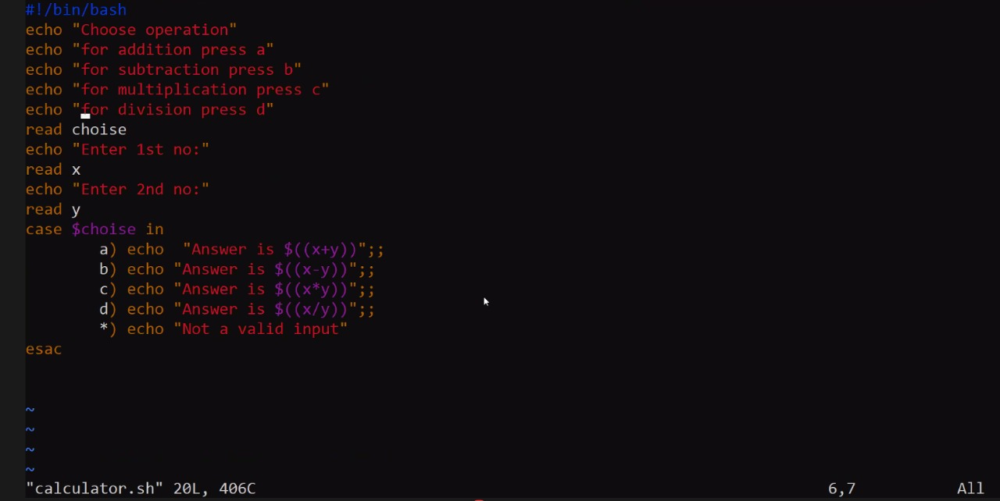 #!/bin/bash
echo "Choose operation"
echo "for addition press a"
echo "for subtraction press b"
echo "for multiplication press c"
echo "for division press d"
read choise
echo "Enter 1st no:"
read x
echo "Enter 2nd no:"
read y
case $choise in
        a) echo  "Answer is $((x+y))";;
        b) echo "Answer is $((x-y))";;
        c) echo "Answer is $((x*y))";;
        d) echo "Answer is $((x/y))";;
        *) echo "Not a valid input"
esac
~
~
~
~
"calculator.sh" 20L, 406C 6,7 All